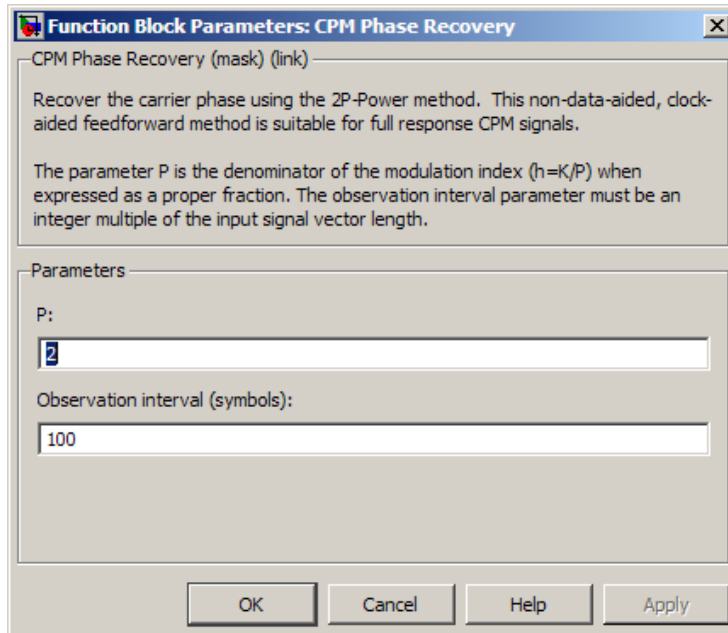 Function Block Parameters: CPM Phase Recovery
CPM Phase Recovery (mask) (link)
Recover the carrier phase using the 2P-Power method.  This non-data-aided, clock-
aided feedforward method is suitable for full response CPM signals.
The parameter P is the denominator of the modulation index (h=K/P) when
expressed as a proper fraction. The observation interval parameter must be an
integer multiple of the input signal vector length.
Parameters
P:
2
Observation interval (symbols):
100
OK Cancel Help Apply